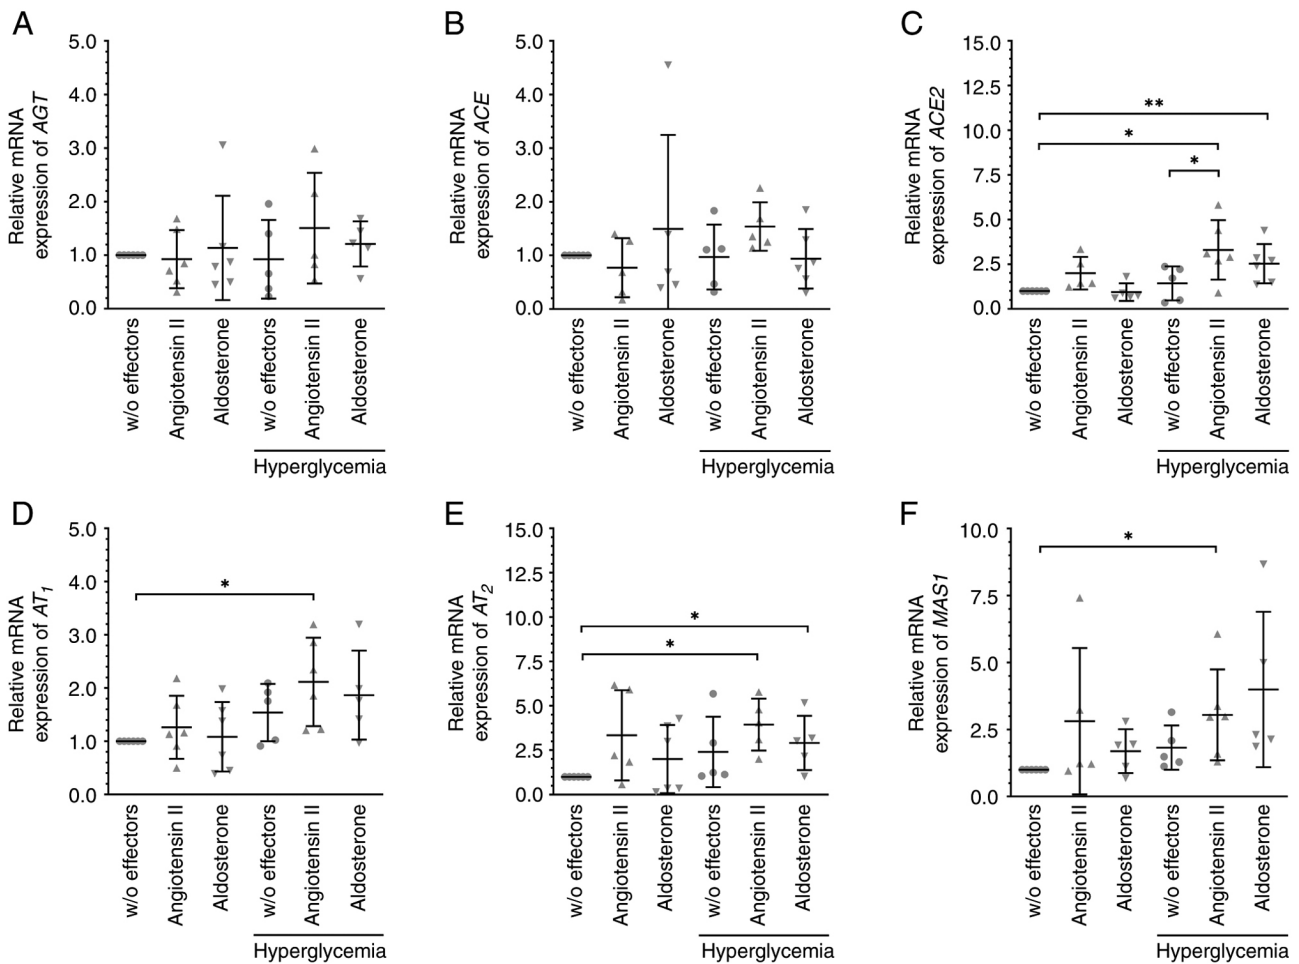 A
Relative mRNA
expression of AGT
5.0
4.0
3.0
2.0
1.0
0.0
w/o effectors
Angiotensin II
Aldosterone
w/o effectors
Angiotensin II
Aldosterone
Hyperglycemia
B
Relative mRNA
expression of ACE
5.0
4.0
3.0
2.0
1.0
0.0
w/o effectors
Angiotensin II
Aldosterone
w/o effectors
Angiotensin II
Aldosterone
Hyperglycemia
C
Relative mRNA
expression of ACE2
15.0
12.5
10.0
7.5
5.0
2.5
0.0
**
*
*
w/o effectors
Angiotensin II
Aldosterone
w/o effectors
Angiotensin II
Aldosterone
Hyperglycemia
D
Relative mRNA
expression of AT1
5.0
4.0
3.0
2.0
1.0
0.0
*
w/o effectors
Angiotensin II
Aldosterone
w/o effectors
Angiotensin II
Aldosterone
Hyperglycemia
E
Relative mRNA
expression of AT2
15.0
12.5
10.0
7.5
5.0
2.5
0.0
*
*
w/o effectors
Angiotensin II
Aldosterone
w/o effectors
Angiotensin II
Aldosterone
Hyperglycemia
F
Relative mRNA
expression of MAS1
10.0
7.5
5.0
2.5
0.0
*
w/o effectors
Angiotensin II
Aldosterone
w/o effectors
Angiotensin II
Aldosterone
Hyperglycemia